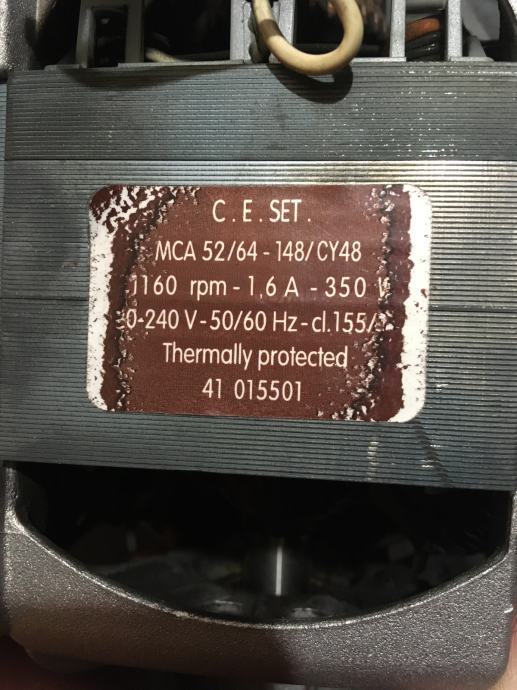 C.E.SET.
MCA 52/64 - 148/CY48
1160 rpm - 1,6 A - 350
0-240 V - 50/60 Hz - cl.155/
Thermally protected
41 015501